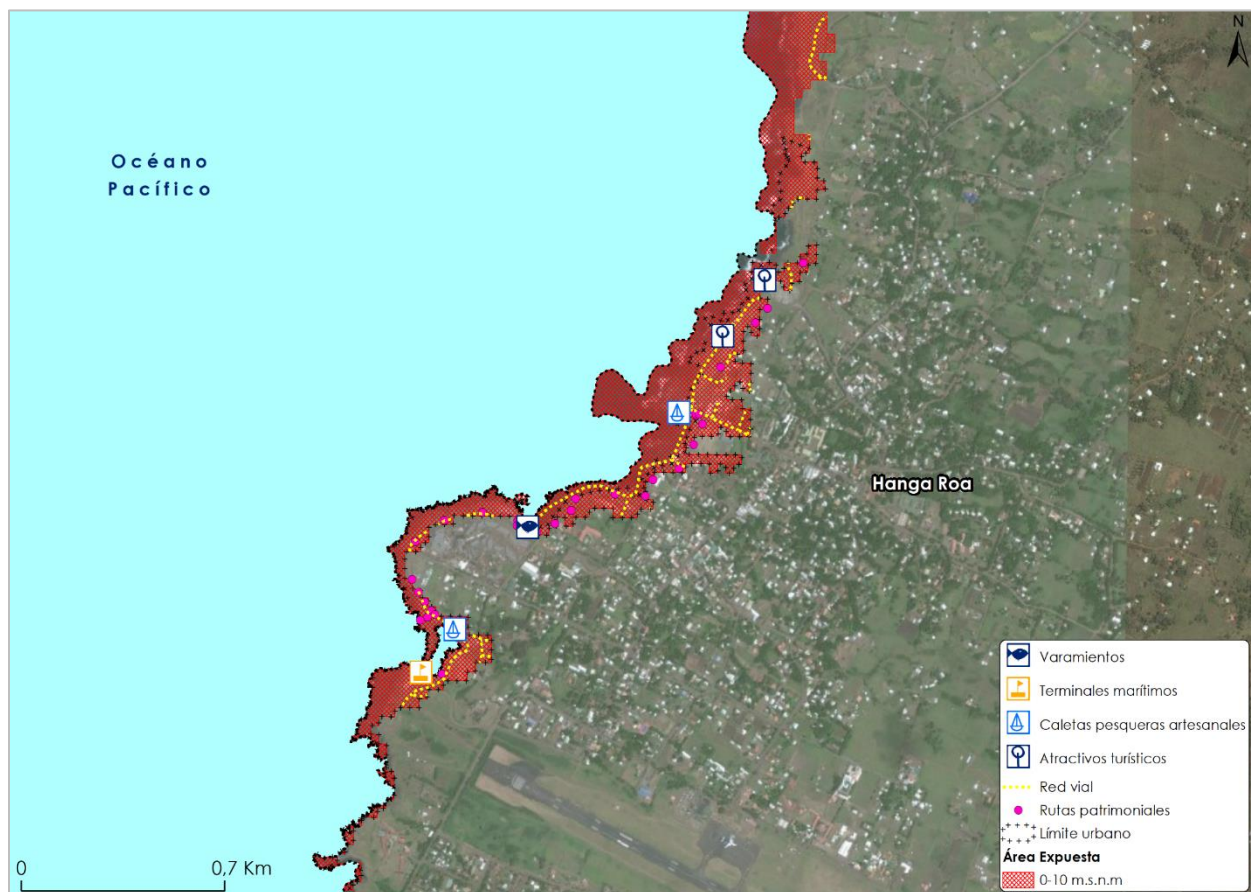 N
Océano
Pacífico
Hanga Roa
Varamientos
Terminales marítimos
Caletas pesqueras artesanales
Atractivos turísticos
Red vial
Rutas patrimoniales
Límite urbano
Área Expuesta
0-10 m.s.n.m
0 0,7 Km